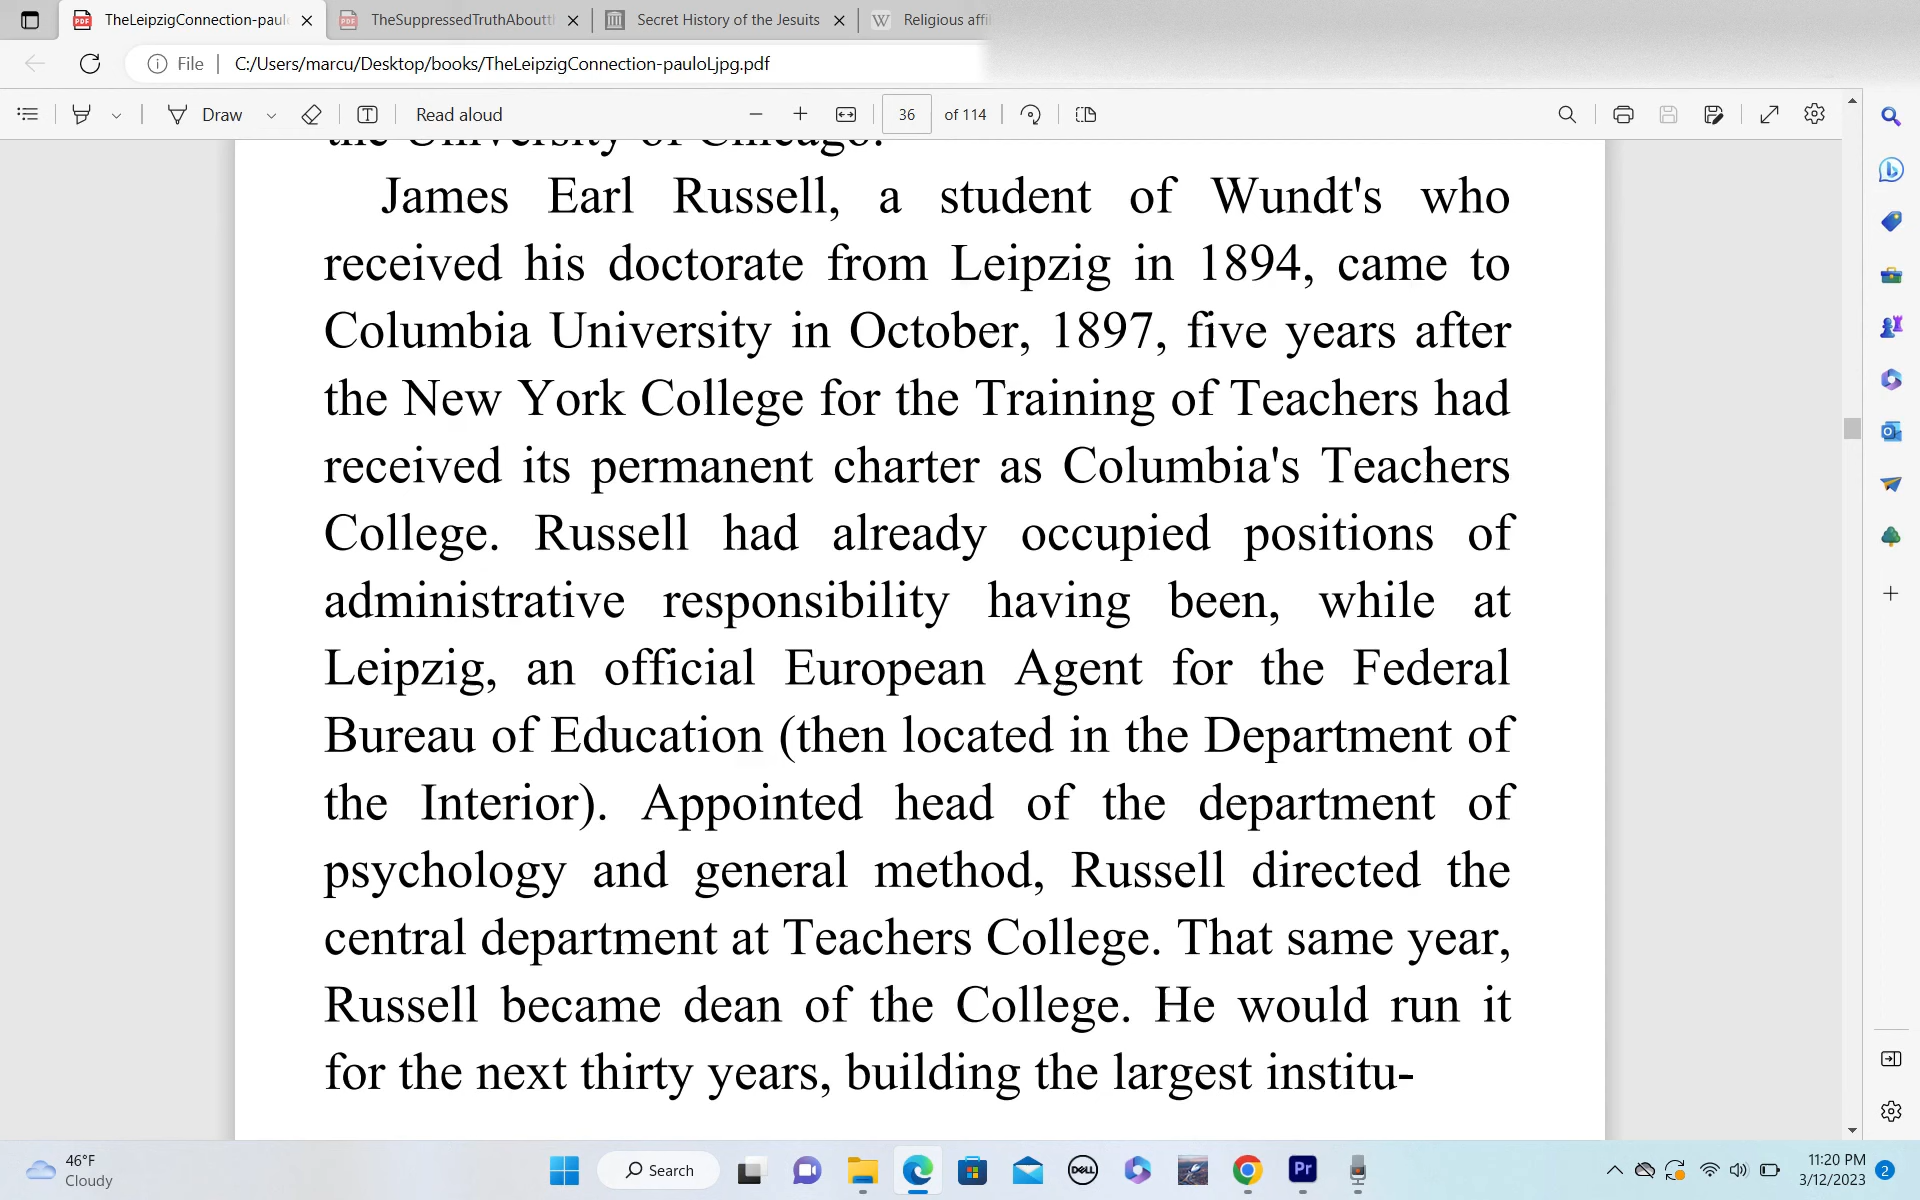 TheLeipzigConnection-paul
TheSuppressedTruthAbout
Secret History of the Jesuits
Religious affi
File
C:/Users/marcu/Desktop/books/TheLeipzigConnection-pauloLjpg.pdf
Draw
Read aloud
36 of 114
the University of Chicago.
James Earl Russell, a student of Wundt's who
received his doctorate from Leipzig in 1894, came to
Columbia University in October, 1897, five years after
the New York College for the Training of Teachers had
received its permanent charter as Columbia's Teachers
College. Russell had already occupied positions of
administrative responsibility having been, while at
Leipzig, an official European Agent for the Federal
Bureau of Education (then located in the Department of
the Interior). Appointed head of the department of
psychology and general method, Russell directed the
central department at Teachers College. That same year,
Russell became dean of the College. He would run it
for the next thirty years, building the largest institu-
46°F
Cloudy
Search
DELL
Pr
11:20 PM
3/12/2023
2